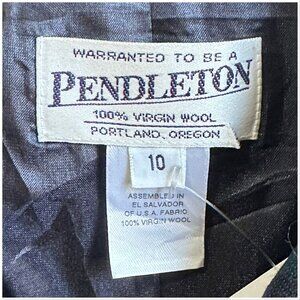 WARRANTED TO BE A
PENDLETON
100% VIRGIN WOOL
PORTLAND, OREGON
10
ASSEMBLED IN
EL SALVADOR
OF U.S.A. FABRIC
100% VIRGIN WOOL